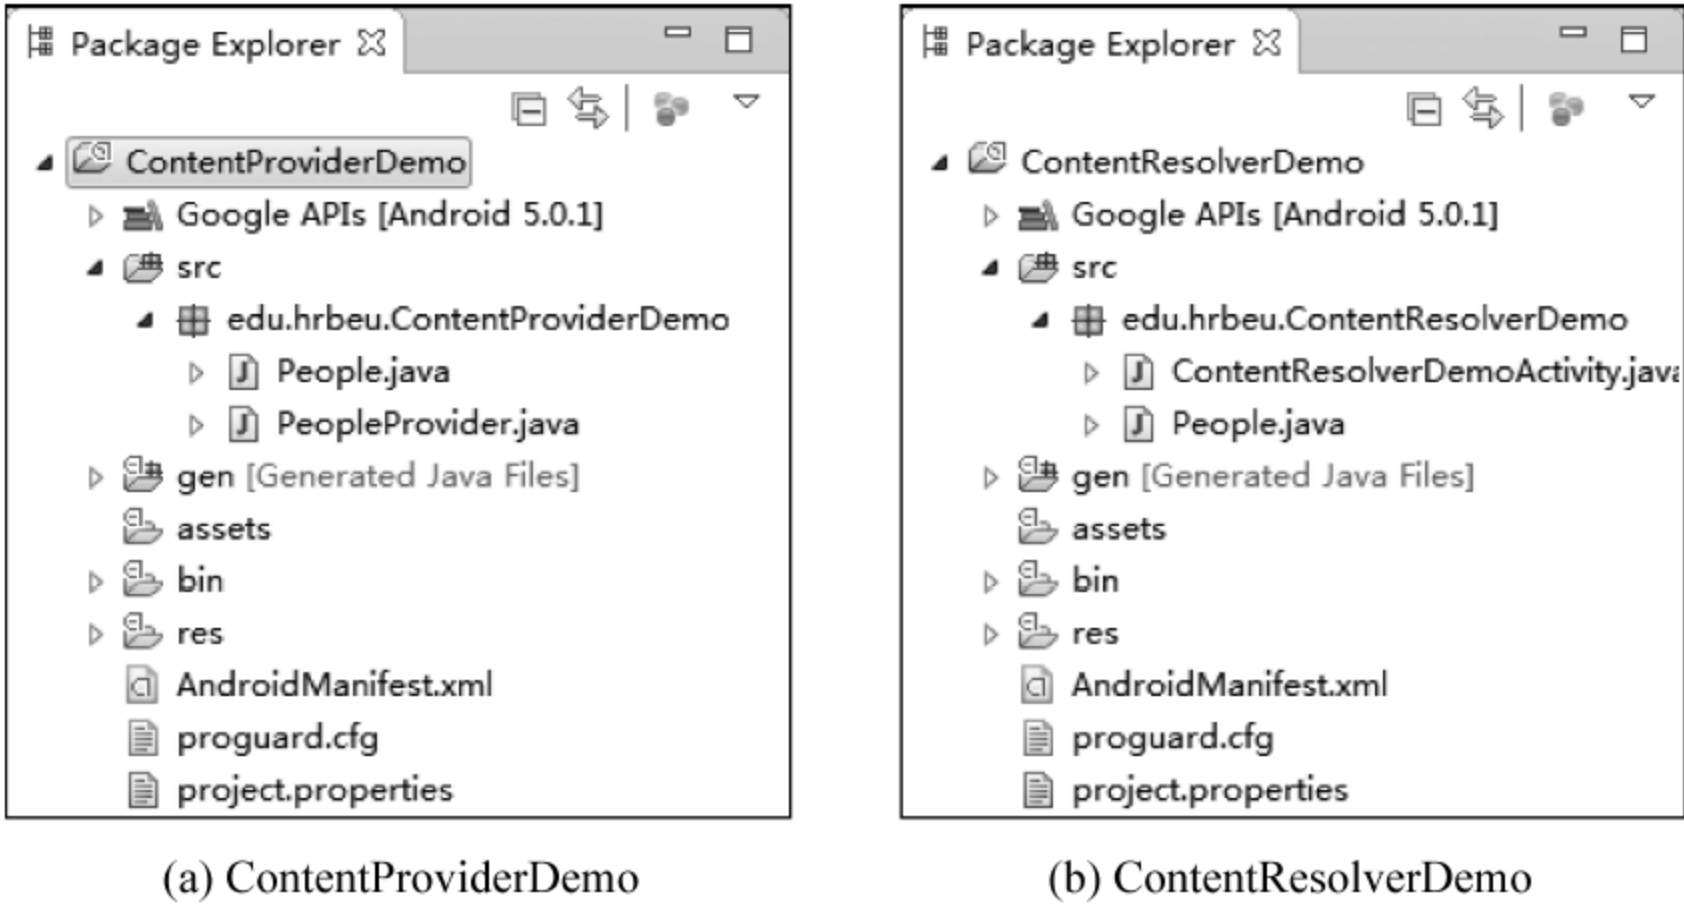 Package Explorer
ContentProviderDemo
Google APIs [Android 5.0.1]
src
edu.hrbeu.ContentProviderDemo
People.java
PeopleProvider.java
gen [Generated Java Files]
assets
bin
res
AndroidManifest.xml
proguard.cfg
project.properties
(a) ContentProviderDemo
Package Explorer
ContentResolverDemo
Google APIs [Android 5.0.1]
src
edu.hrbeu.ContentResolverDemo
ContentResolverDemoActivity.java
People.java
gen [Generated Java Files]
assets
bin
res
AndroidManifest.xml
proguard.cfg
project.properties
(b) ContentResolverDemo